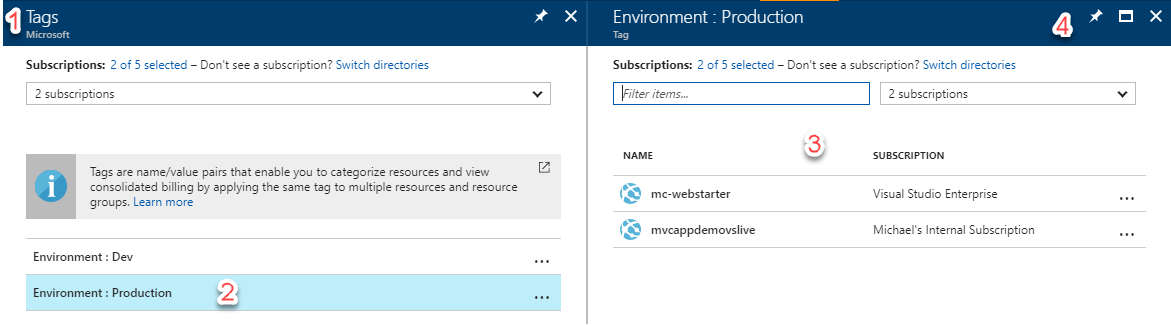 1 Tags
Microsoft
Subscriptions: 2 of 5 selected – Don't see a subscription? Switch directories
2 subscriptions
Tags are name/value pairs that enable you to categorize resources and view
consolidated billing by applying the same tag to multiple resources and resource
groups. Learn more
Environment : Dev ...
Environment : Production 2 ...
Environment : Production
Tag
4
Subscriptions: 2 of 5 selected – Don't see a subscription? Switch directories
Filter items... 2 subscriptions
3
NAME SUBSCRIPTION
mc-webstarter Visual Studio Enterprise ...
mvcappdemovslive Michael's Internal Subscription ...